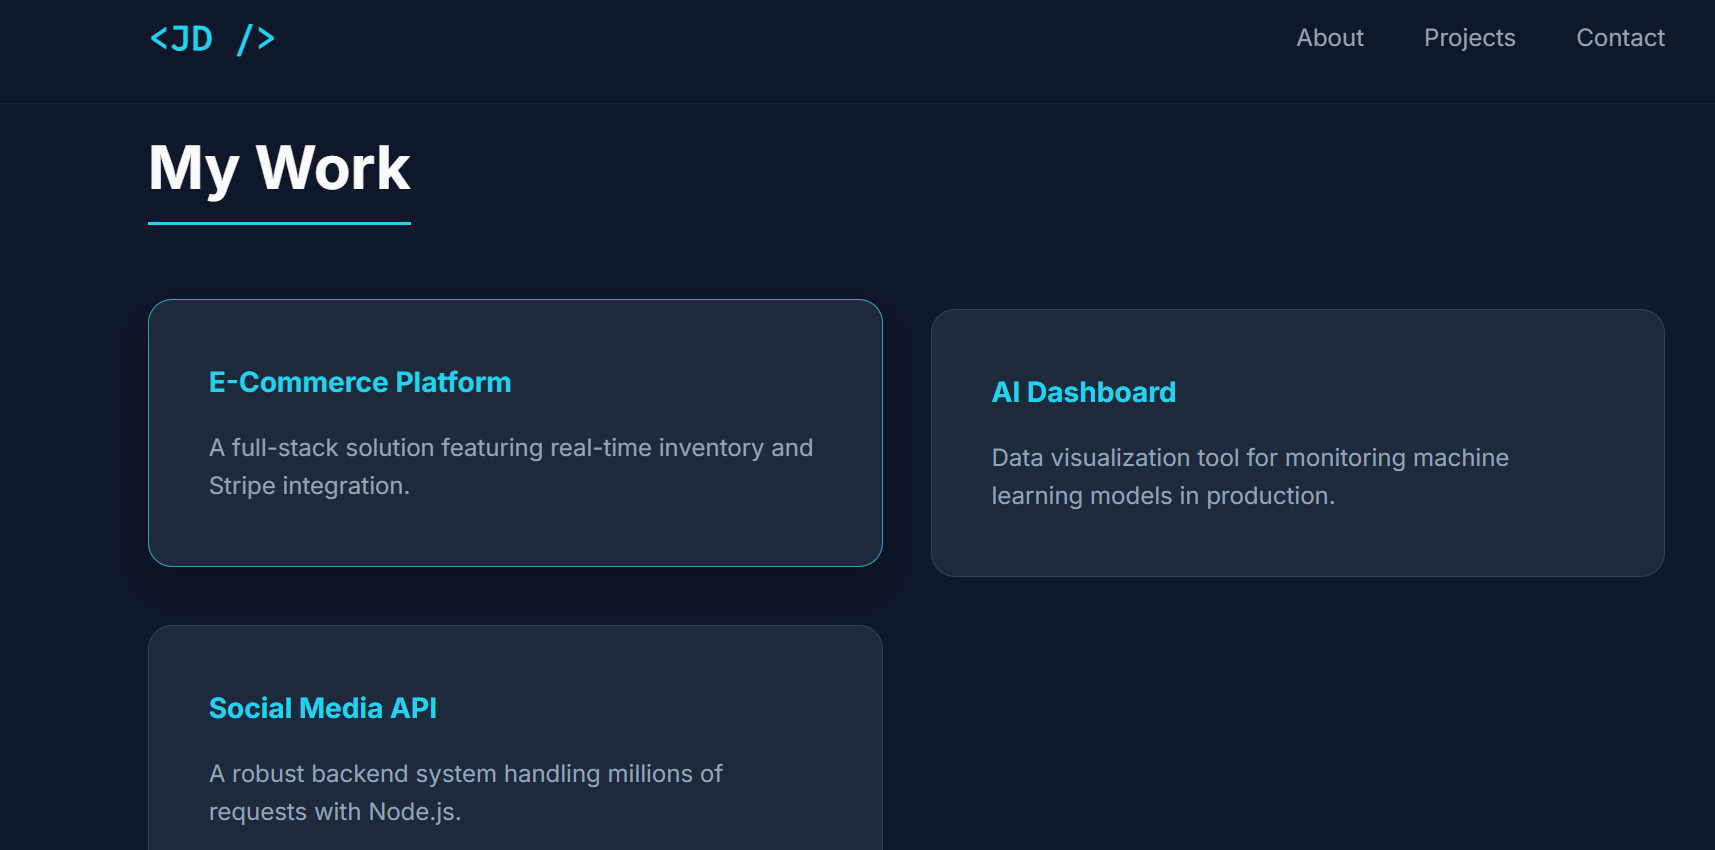 <JD />
About
Projects
Contact
My Work
E-Commerce Platform
A full-stack solution featuring real-time inventory and
Stripe integration.
AI Dashboard
Data visualization tool for monitoring machine
learning models in production.
Social Media API
A robust backend system handling millions of
requests with Node.js.